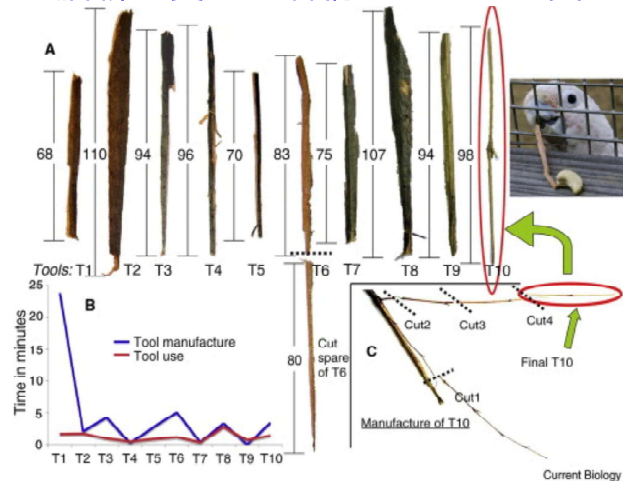 A
68
110
94
96
70
83
75
107
94
98
Tools: T1 T2 T3 T4 T5 T6 T7 T8 T9 T10
B
Time in minutes
25
20
15
10
5
0
Tool manufacture
Tool use
T1 T2 T3 T4 T5 T6 T7 T8 T9 T10
80
Cut
spare
of T6
C
Cut2
Cut3
Cut4
Cut1
Final T10
Manufacture of T10
Current Biology